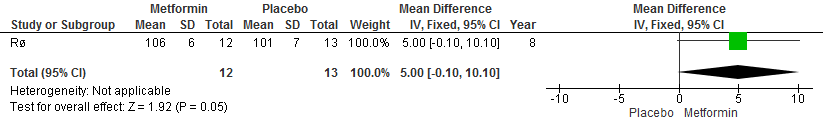 Metformin Placebo Mean Difference Mean Difference
Study or Subgroup Mean SD Total Mean SD Total Weight IV, Fixed, 95% CI Year IV, Fixed, 95% CI
Rø 106 6 12 101 7 13 100.0% 5.00 [-0.10, 10.10] 8
Total (95% CI) 12 13 100.0% 5.00 [-0.10, 10.10]
Heterogeneity: Not applicable
Test for overall effect: Z = 1.92 (P = 0.05)
-10 -5 0 5 10
Placebo Metformin